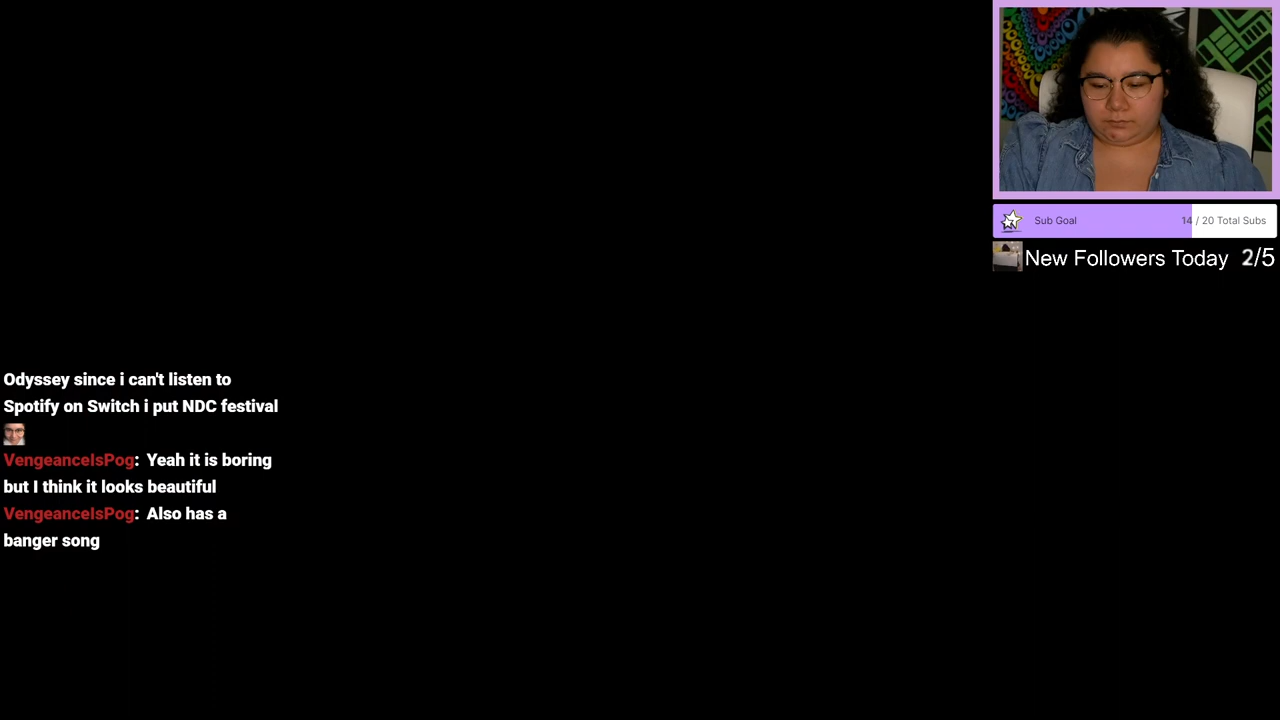 Sub Goal 14 / 20 Total Subs
New Followers Today 2/5
Odyssey since i can't listen to
Spotify on Switch i put NDC festival
VengeanceIsPog: Yeah it is boring
but I think it looks beautiful
VengeanceIsPog: Also has a
banger song